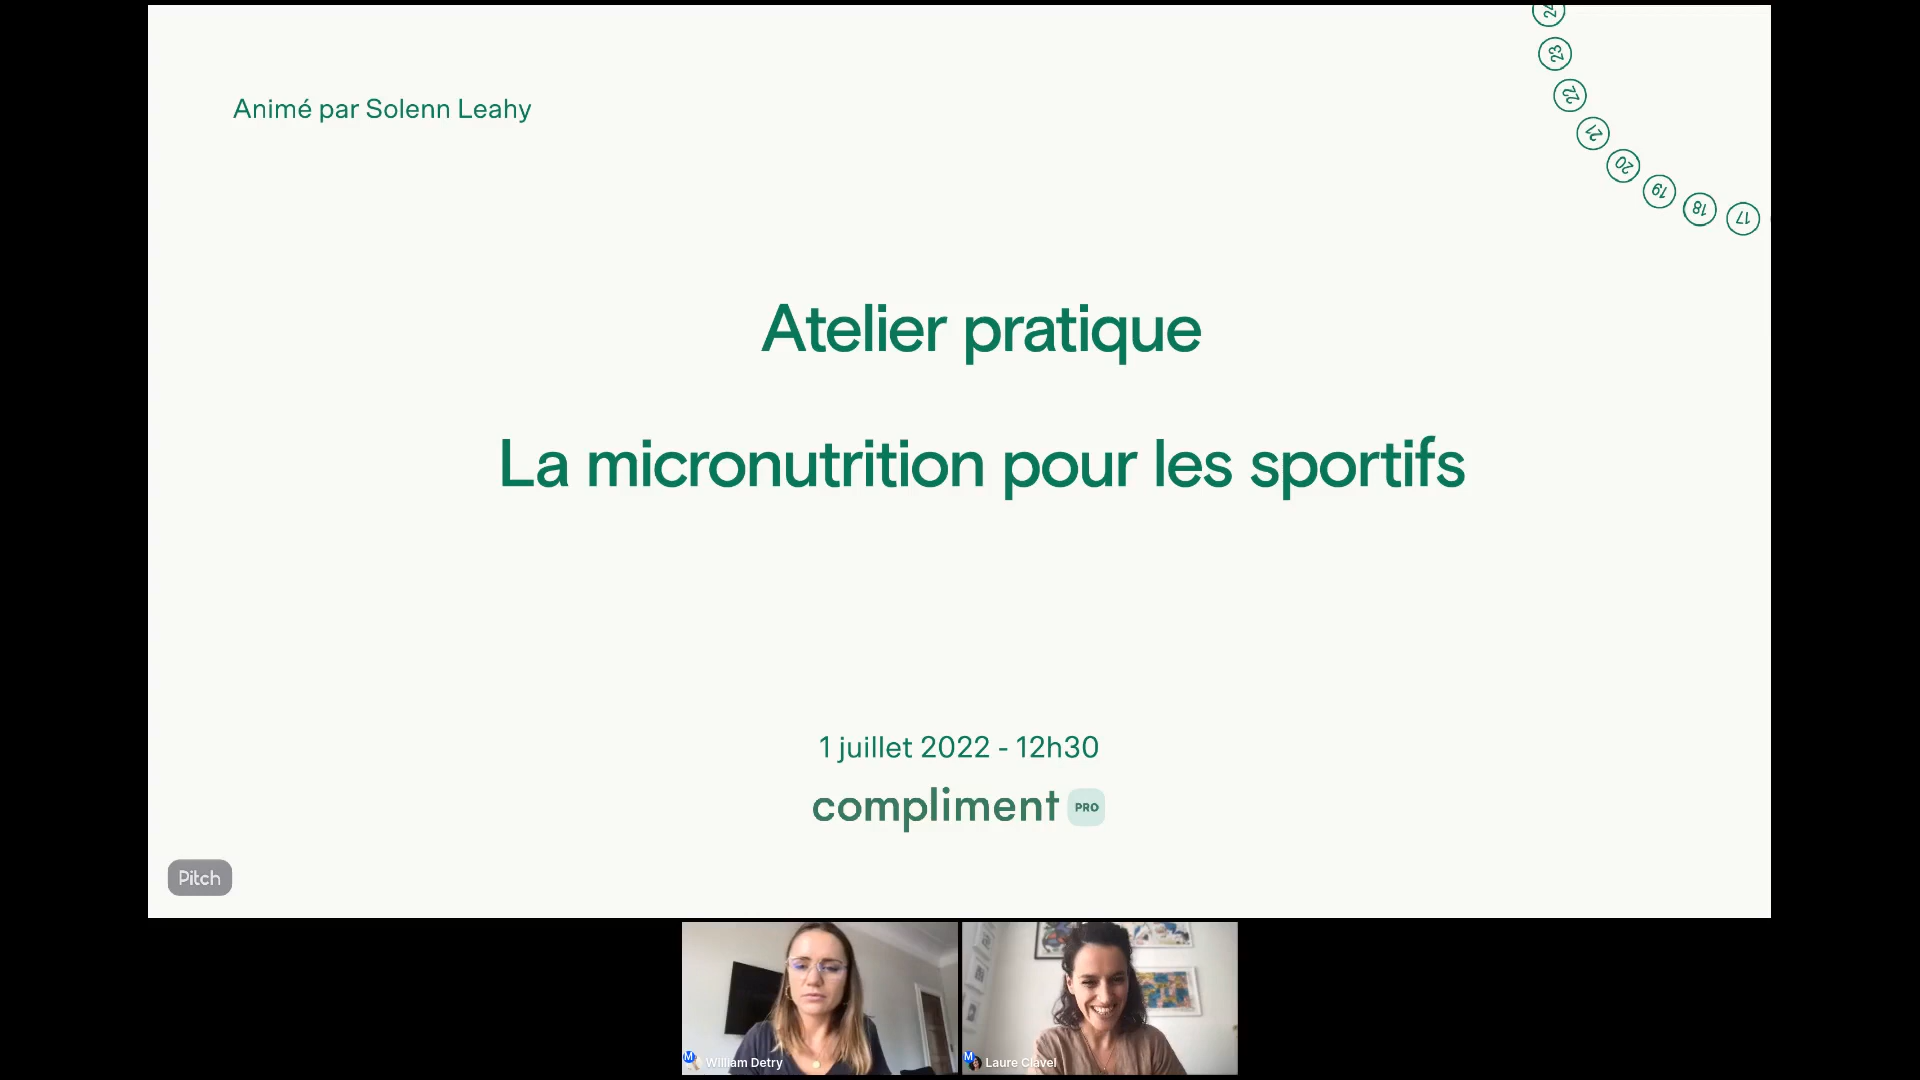 Animé par Solenn Leahy
24
23
22
21
20
19
18
17
Atelier pratique
La micronutrition pour les sportifs
1 juillet 2022 - 12h30
compliment PRO
Pitch
M William Detry
M Laure Clavel